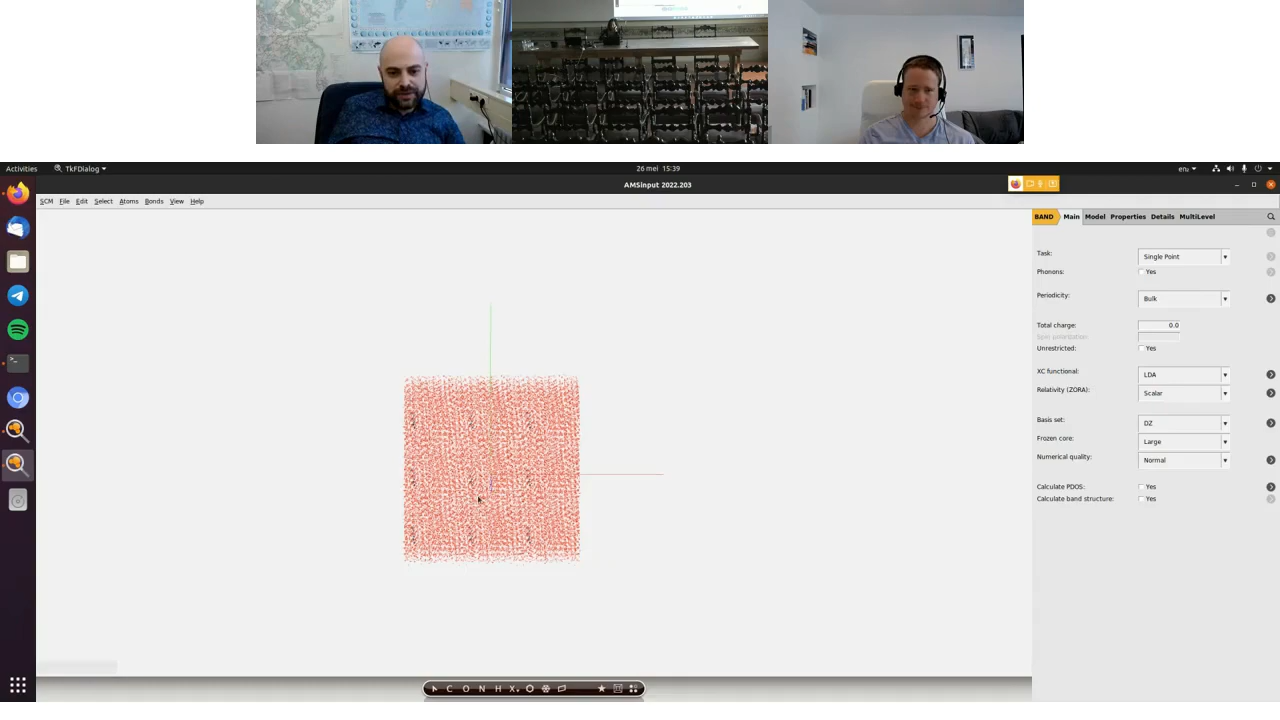 Activities TkFDialog 26 mei 15:39 en
AMSinput 2022.203
SCM File Edit Select Atoms Bonds View Help
BAND Main Model Properties Details MultiLevel
Task: Single Point
Phonons: Yes
Periodicity: Bulk
Total charge: 0.0
Spin polarization:
Unrestricted: Yes
XC functional: LDA
Relativity (ZORA): Scalar
Basis set: DZ
Frozen core: Large
Numerical quality: Normal
Calculate PDOS: Yes
Calculate band structure: Yes
C O N H X